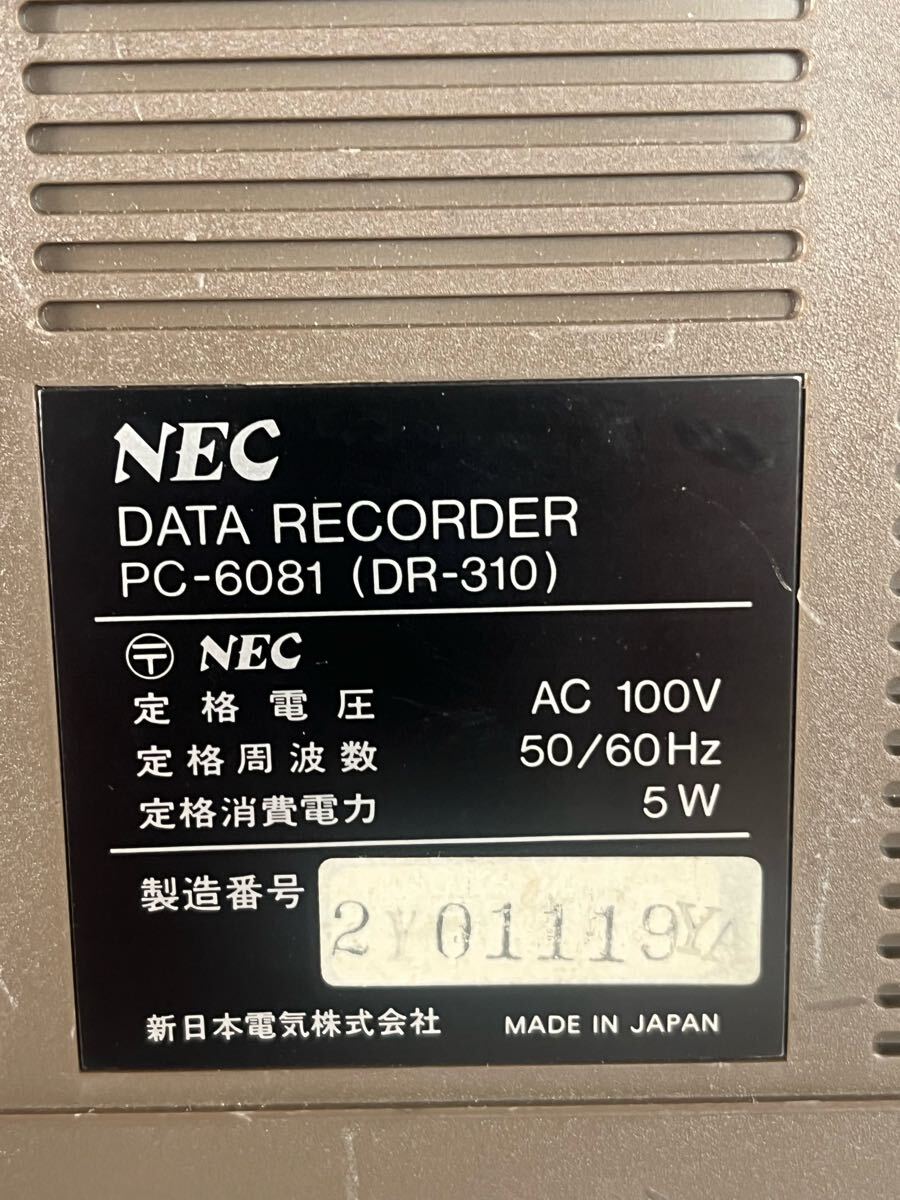 NEC
DATA RECORDER
PC-6081 (DR-310)
〶 NEC
定格電圧 AC 100V
定格周波数 50/60Hz
定格消費電力 5W
製造番号 2Y01119YA
新日本電気株式会社 MADE IN JAPAN